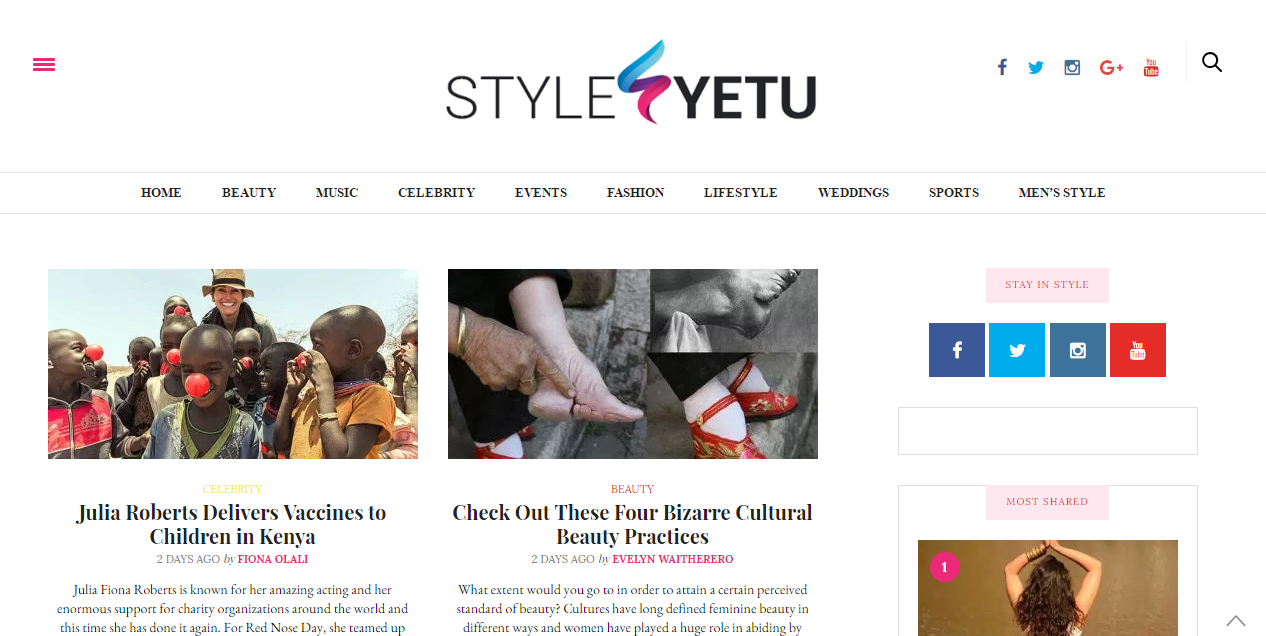 STYLE YETU
HOME BEAUTY MUSIC CELEBRITY EVENTS FASHION LIFESTYLE WEDDINGS SPORTS MEN'S STYLE
CELEBRITY
Julia Roberts Delivers Vaccines to
Children in Kenya
2 DAYS AGO by FIONA OLALI
Julia Fiona Roberts is known for her amazing acting and her
enormous support for charity organizations around the world and
this time she has done it again. For Red Nose Day, she teamed up
BEAUTY
Check Out These Four Bizarre Cultural
Beauty Practices
2 DAYS AGO by EVELYN WAITHERERO
What extent would you go to in order to attain a certain perceived
standard of beauty? Cultures have long defined feminine beauty in
different ways and women have played a huge role in abiding by
STAY IN STYLE
You Tube
MOST SHARED
1